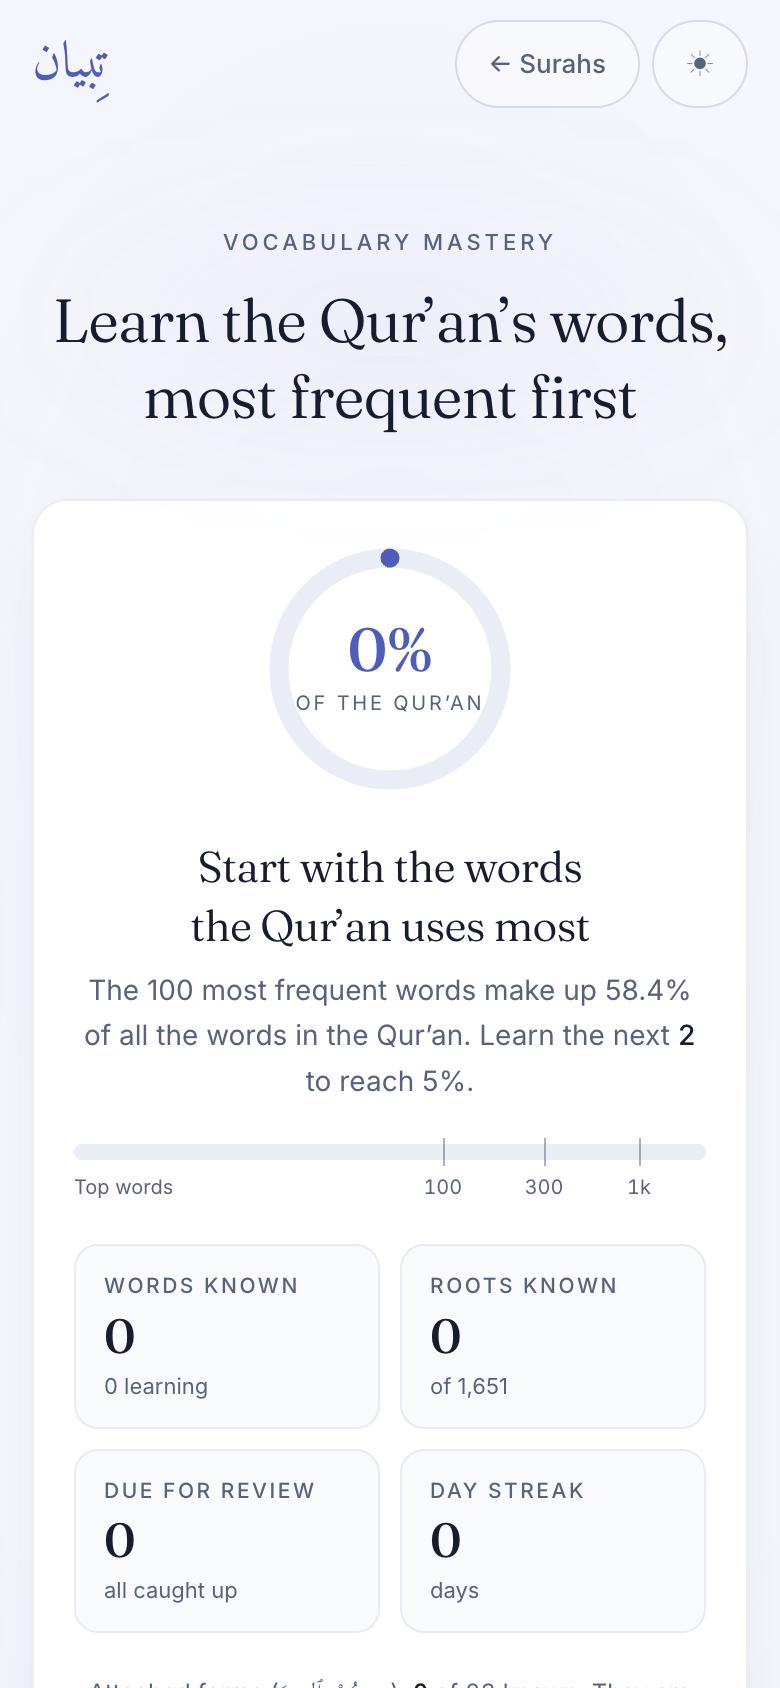 تِبيان
← Surahs
VOCABULARY MASTERY
Learn the Qur’an’s words,
most frequent first
0%
OF THE QUR’AN
Start with the words
the Qur’an uses most
The 100 most frequent words make up 58.4%
of all the words in the Qur’an. Learn the next 2
to reach 5%.
Top words 100 300 1k
WORDS KNOWN
0
0 learning
ROOTS KNOWN
0
of 1,651
DUE FOR REVIEW
0
all caught up
DAY STREAK
0
days